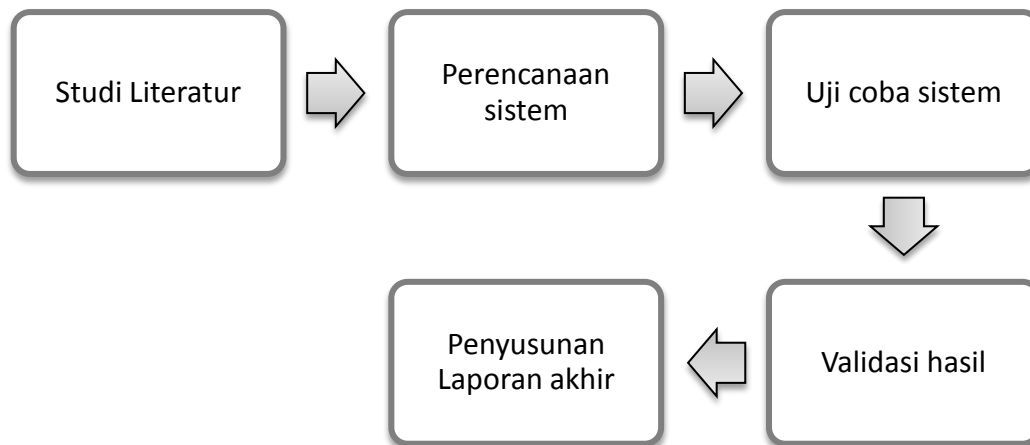 Studi Literatur
Perencanaan
sistem
Uji coba sistem
Validasi hasil
Penyusunan
Laporan akhir